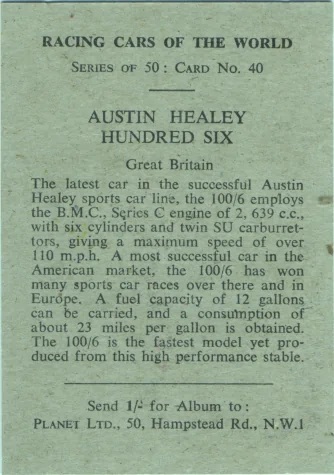 RACING CARS OF THE WORLD
SERIES OF 50 : CARD NO. 40
AUSTIN HEALEY
HUNDRED SIX
Great Britain
The latest car in the successful Austin
Healey sports car line, the 100/6 employs
the B.M.C., Series C engine of 2, 639 c.c.,
with six cylinders and twin SU carburret-
tors, giving a maximum speed of over
110 m.p.h. A most successful car in the
American market, the 100/6 has won
many sports car races over there and in
Europe. A fuel capacity of 12 gallons
can be carried, and a consumption of
about 23 miles per gallon is obtained.
The 100/6 is the fastest model yet pro-
duced from this high performance stable.
Send 1/- for Album to :
PLANET LTD., 50, Hampstead Rd., N.W.1